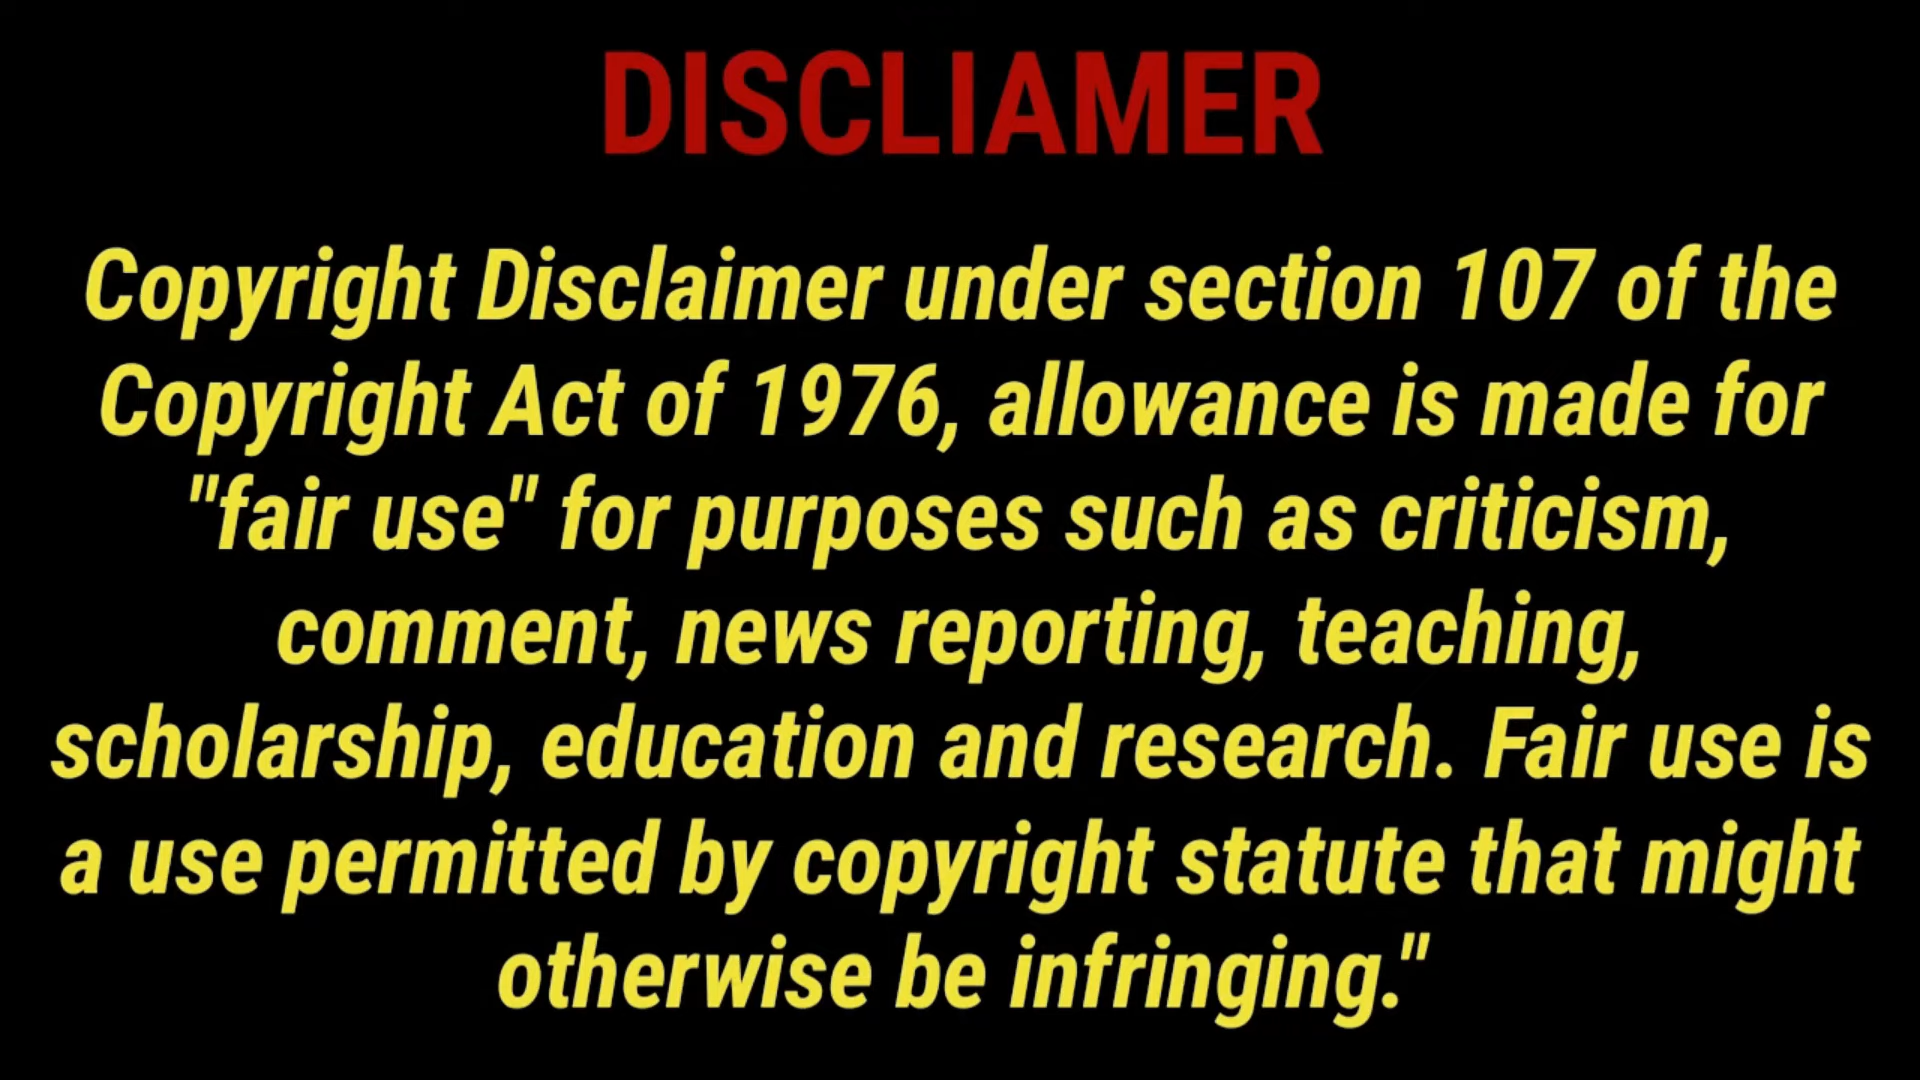 DISCLIAMER
Copyright Disclaimer under section 107 of the
Copyright Act of 1976, allowance is made for
"fair use" for purposes such as criticism,
comment, news reporting, teaching,
scholarship, education and research. Fair use is
a use permitted by copyright statute that might
otherwise be infringing."